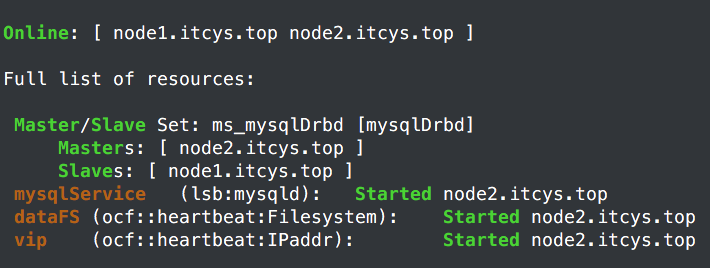 Online: [ node1.itcys.top node2.itcys.top ]
Full list of resources:
Master/Slave Set: ms_mysqlDrbd [mysqlDrbd]
Masters: [ node2.itcys.top ]
Slaves: [ node1.itcys.top ]
mysqlService (lsb:mysqld): Started node2.itcys.top
dataFS (ocf::heartbeat:Filesystem): Started node2.itcys.top
vip (ocf::heartbeat:IPaddr): Started node2.itcys.top